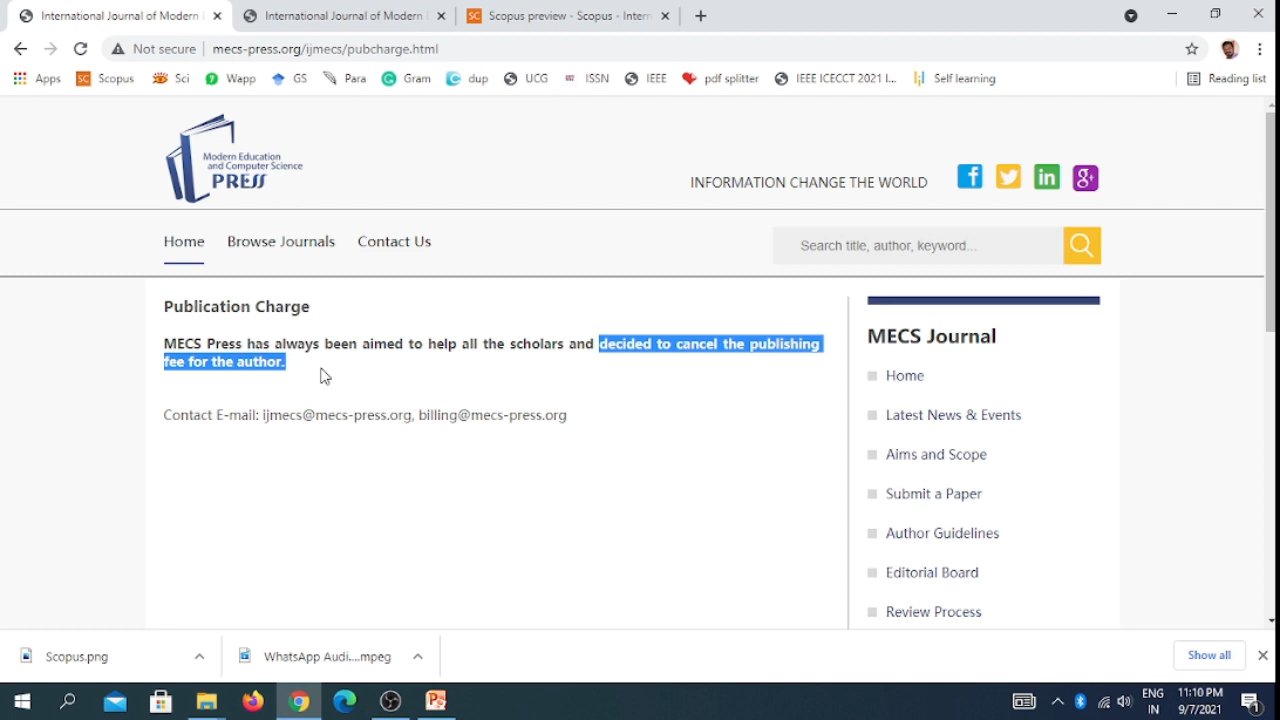 International Journal of Modern
International Journal of Modern
SC Scopus preview - Scopus - Intern
Not secure mecs-press.org/ijmecs/pubcharge.html
Apps SC Scopus Sci Wapp GS Para Gram dup UCG ISSN IEEE pdf splitter IEEE ICECCT 2021 I... Self learning Reading list
Modern Education
and Computer Science
PRESS
INFORMATION CHANGE THE WORLD
Home Browse Journals Contact Us
Search title, author, keyword...
Publication Charge
MECS Press has always been aimed to help all the scholars and decided to cancel the publishing
fee for the author.
Contact E-mail: ijmecs@mecs-press.org, billing@mecs-press.org
MECS Journal
Home
Latest News & Events
Aims and Scope
Submit a Paper
Author Guidelines
Editorial Board
Review Process
Scopus.png
WhatsApp Audi....mpeg
Show all
ENG
IN
11:10 PM
9/7/2021
1